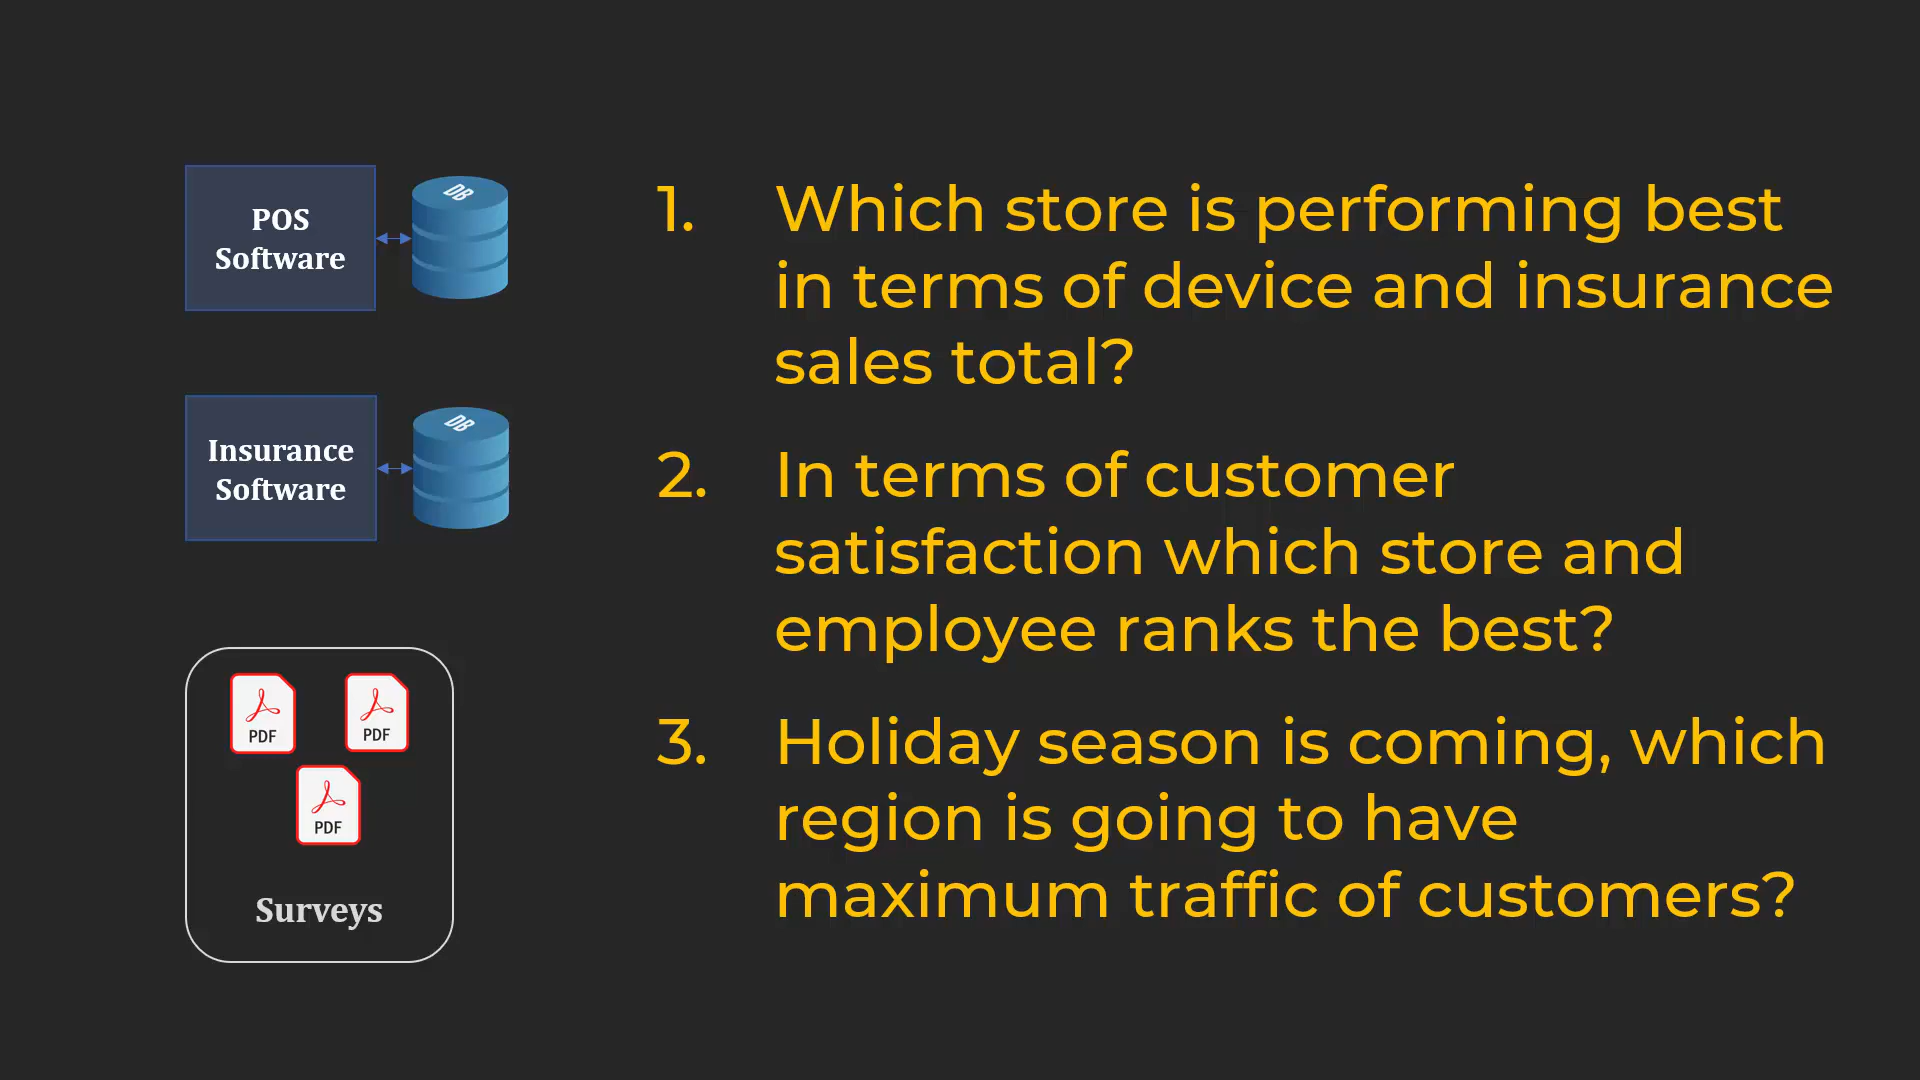 POS
Software
DB
Insurance
Software
DB
PDF
PDF
PDF
Surveys
1. Which store is performing best
in terms of device and insurance
sales total?
2. In terms of customer
satisfaction which store and
employee ranks the best?
3. Holiday season is coming, which
region is going to have
maximum traffic of customers?